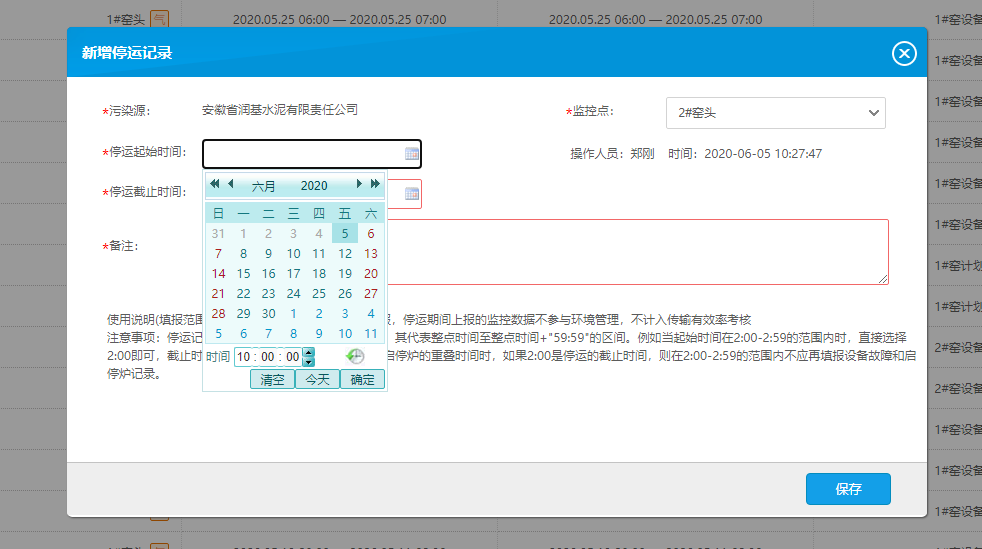 1#窑头 气 2020.05.25 06:00 — 2020.05.25 07:00 2020.05.25 06:00 — 2020.05.25 07:00 1#窑设备
新增停运记录
*污染源： 安徽省润基水泥有限责任公司 *监控点： 2#窑头
*停运起始时间： 操作人员：郑刚 时间：2020-06-05 10:27:47
*停运截止时间：
六月 2020
日 一 二 三 四 五 六
31 1 2 3 4 5 6
7 8 9 10 11 12 13
14 15 16 17 18 19 20
21 22 23 24 25 26 27
28 29 30 1 2 3 4
5 6 7 8 9 10 11
时间 10 : 00 : 00
清空 今天 确定
*备注：
使用说明(填报范围 ，停运期间上报的监控数据不参与环境管理，不计入传输有效率考核
注意事项：停运记 ，其代表整点时间至整点时间+"59:59"的区间。例如当起始时间在2:00-2:59的范围内时，直接选择
2:00即可，截止时 启停炉的重叠时间时，如果2:00是停运的截止时间，则在2:00-2:59的范围内不应再填报设备故障和启
停炉记录。
保存
1#窑设备
1#窑设备
1#窑设备
1#窑设备
1#窑设备
1#窑计划
1#窑计划
2#窑设备
2#窑设备
1#窑设备
1#窑设备
1#窑设备